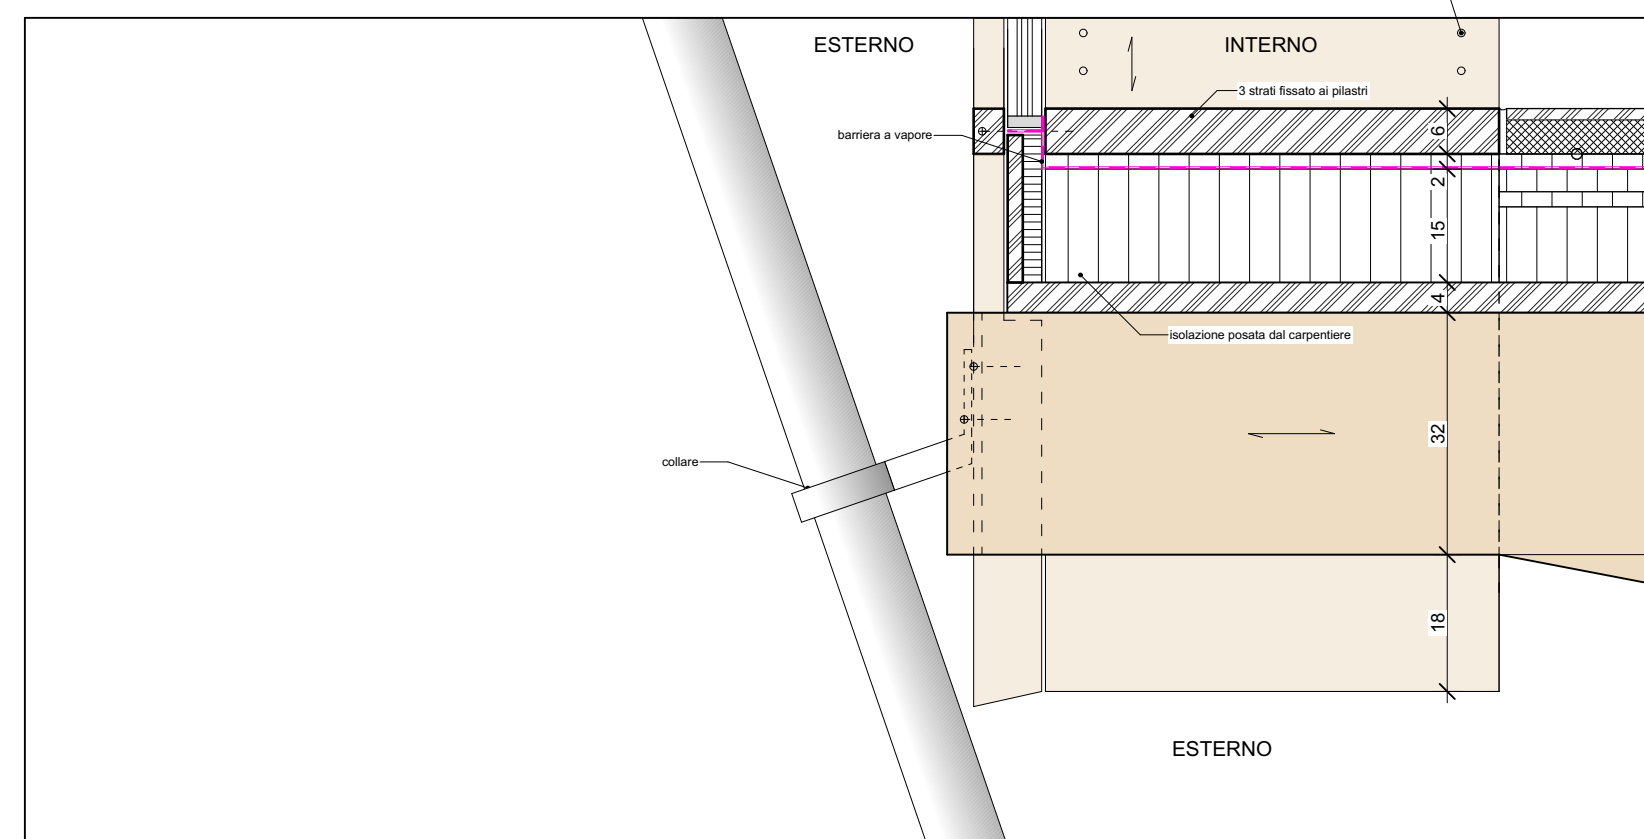 ESTERNO
INTERNO
3 strati fissato ai pilastri
barriera a vapore
6
2
15
4
isolazione posata dal carpentiere
32
collare
18
ESTERNO